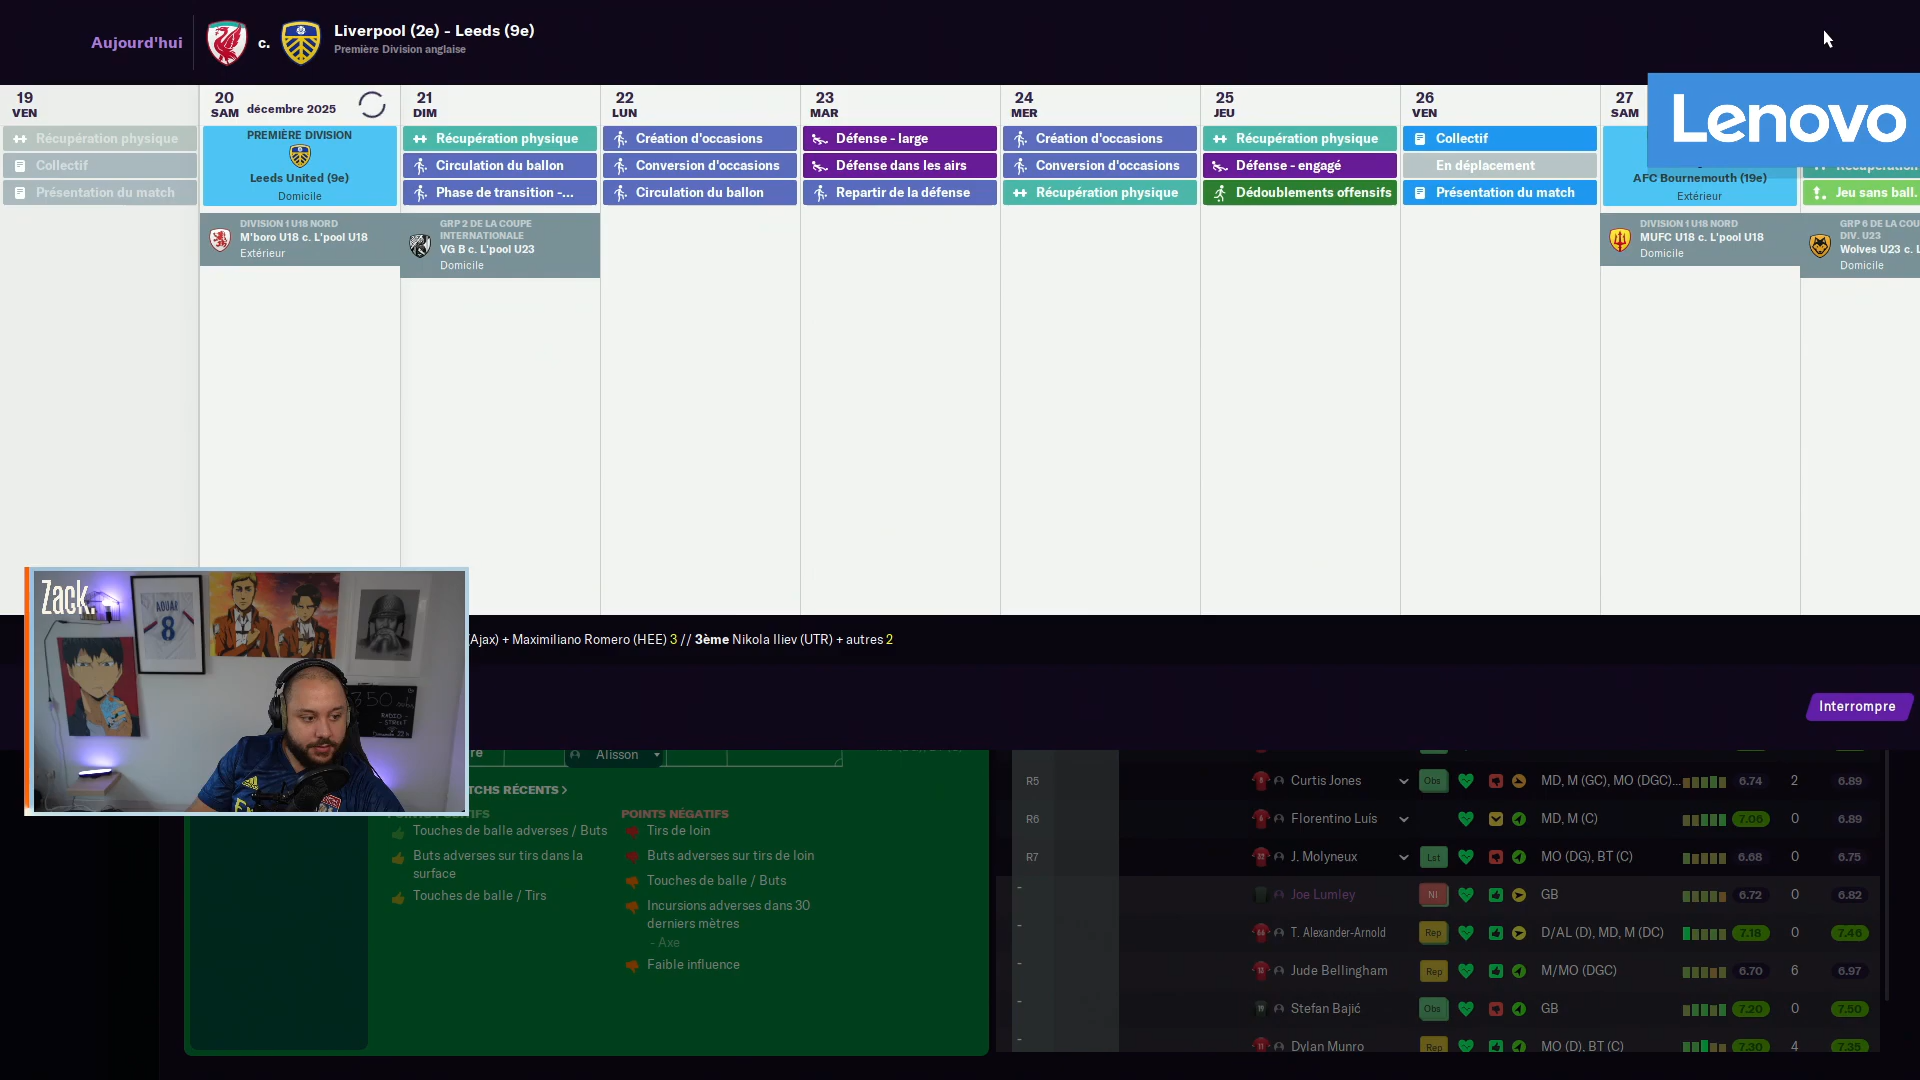 Aujourd'hui
c.
Liverpool (2e) - Leeds (9e)
Première Division anglaise
19
VEN
Récupération physique
Collectif
Présentation du match
20
SAM
décembre 2025
PREMIÈRE DIVISION
Leeds United (9e)
Domicile
DIVISION 1 U18 NORD
M'boro U18 c. L'pool U18
Extérieur
21
DIM
Récupération physique
Circulation du ballon
Phase de transition -...
GRP 2 DE LA COUPE
INTERNATIONALE
VG B c. L'pool U23
Domicile
22
LUN
Création d'occasions
Conversion d'occasions
Circulation du ballon
23
MAR
Défense - large
Défense dans les airs
Repartir de la défense
24
MER
Création d'occasions
Conversion d'occasions
Récupération physique
25
JEU
Récupération physique
Défense - engagé
Dédoublements offensifs
26
VEN
Collectif
En déplacement
Présentation du match
27
SAM
AFC Bournemouth (19e)
Extérieur
DIVISION 1 U18 NORD
MUFC U18 c. L'pool U18
Domicile
Lenovo
Récupération
Jeu sans ball.
GRP 6 DE LA COU
DIV. U23
Wolves U23 c. L
Domicile
Zack.
AOUAR
8
350
RADIO
STREET
(Ajax) + Maximiliano Romero (HEE) 3 // 3ème Nikola Iliev (UTR) + autres 2
Interrompre
re
Alisson
TCHS RÉCENTS >
POINTS POSITIFS
Touches de balle adverses / Buts
Buts adverses sur tirs dans la
surface
Touches de balle / Tirs
POINTS NÉGATIFS
Tirs de loin
Buts adverses sur tirs de loin
Touches de balle / Buts
Incursions adverses dans 30
derniers mètres
- Axe
Faible influence
R5 Curtis Jones Obs MD, M (GC), MO (DGC)... 6.74 2 6.89
R6 Florentino Luís MD, M (C) 7.06 0 6.89
R7 J. Molyneux Lst MO (DG), BT (C) 6.68 0 6.75
- Joe Lumley NI GB 6.72 0 6.82
- T. Alexander-Arnold Rep D/AL (D), MD, M (DC) 7.18 0 7.46
- Jude Bellingham Rep M/MO (DGC) 6.70 6 6.97
- Stefan Bajić Obs GB 7.20 0 7.50
- Dylan Munro Rep MO (D), BT (C) 7.30 4 7.35